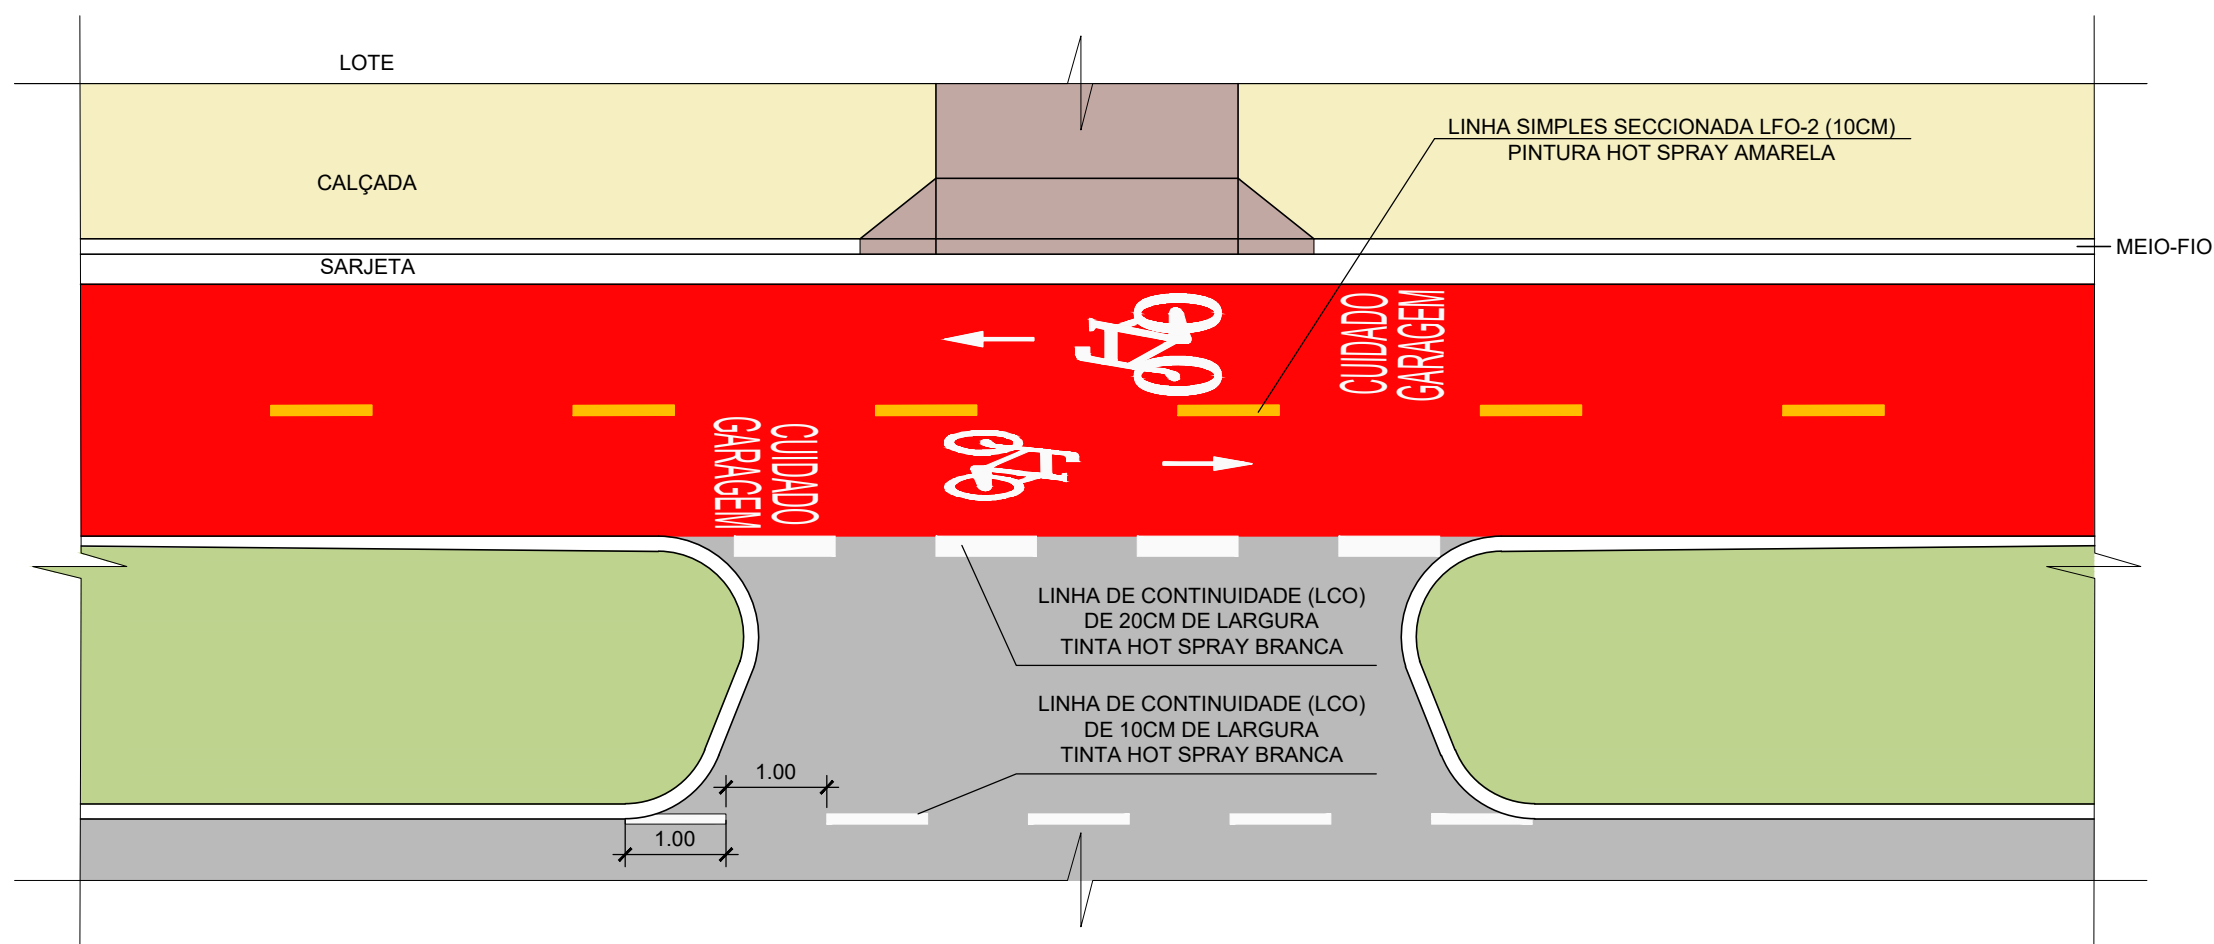 LOTE
LINHA SIMPLES SECCIONADA LFO-2 (10CM)
PINTURA HOT SPRAY AMARELA
CALÇADA
MEIO-FIO
SARJETA
CUIDADO
GARAGEM
CUIDADO
GARAGEM
LINHA DE CONTINUIDADE (LCO)
DE 20CM DE LARGURA
TINTA HOT SPRAY BRANCA
LINHA DE CONTINUIDADE (LCO)
DE 10CM DE LARGURA
TINTA HOT SPRAY BRANCA
1.00
1.00